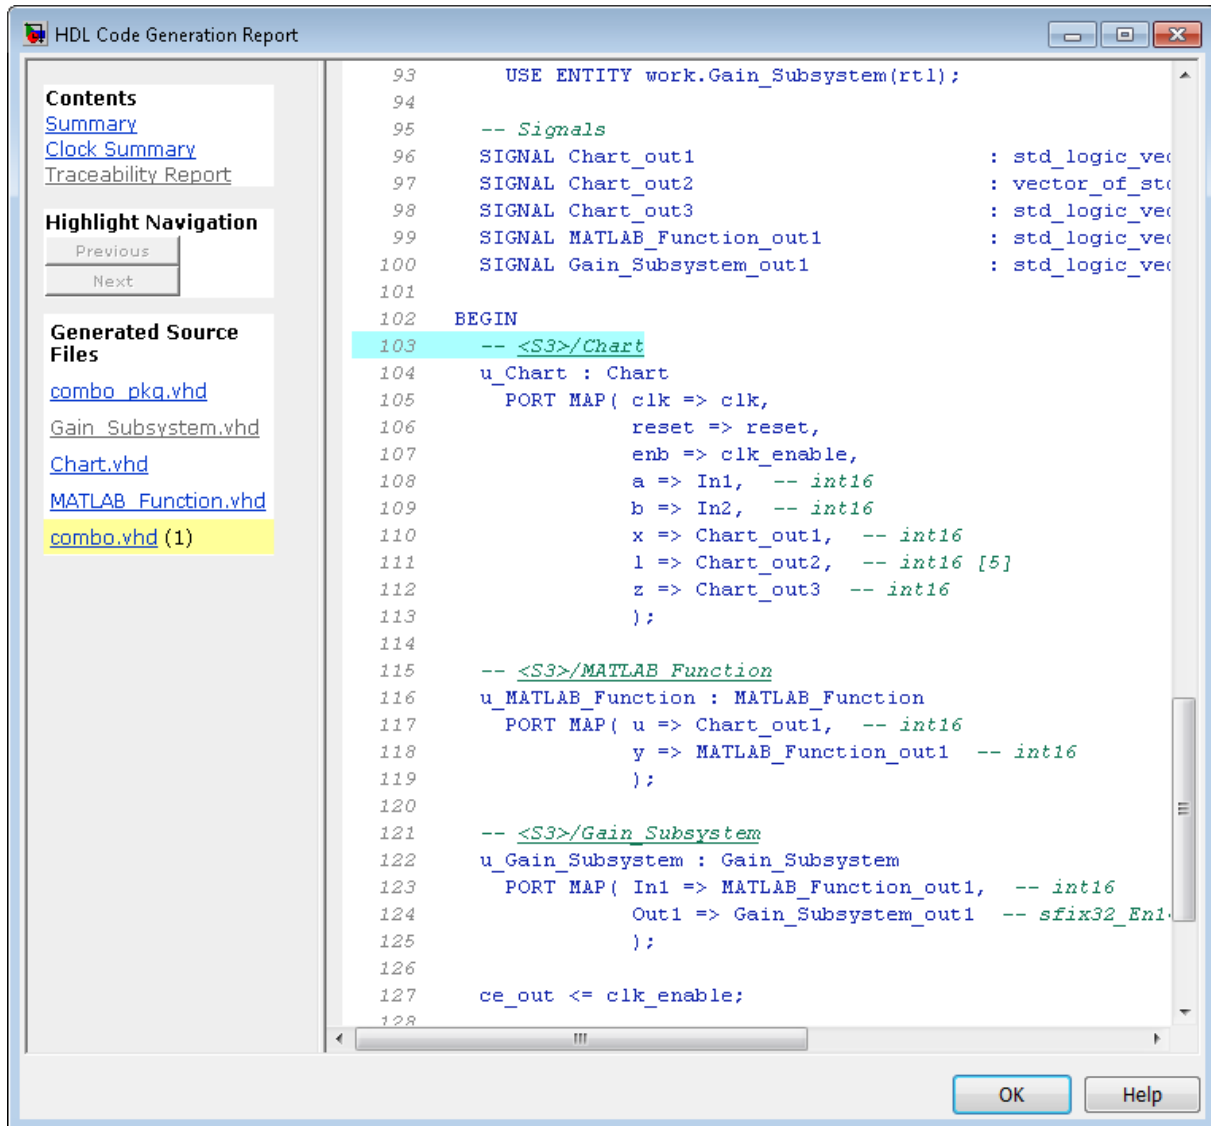 HDL Code Generation Report
Contents
Summary
Clock Summary
Traceability Report
Highlight Navigation
Previous
Next
Generated Source
Files
combo_pkg.vhd
Gain_Subsystem.vhd
Chart.vhd
MATLAB_Function.vhd
combo.vhd (1)
93 USE ENTITY work.Gain_Subsystem(rtl);
94
95 -- Signals
96 SIGNAL Chart_out1 : std_logic_vec
97 SIGNAL Chart_out2 : vector_of_std
98 SIGNAL Chart_out3 : std_logic_vec
99 SIGNAL MATLAB_Function_out1 : std_logic_vec
100 SIGNAL Gain_Subsystem_out1 : std_logic_vec
101
102 BEGIN
103 -- <S3>/Chart
104 u_Chart : Chart
105 PORT MAP( clk => clk,
106 reset => reset,
107 enb => clk_enable,
108 a => In1, -- int16
109 b => In2, -- int16
110 x => Chart_out1, -- int16
111 l => Chart_out2, -- int16 [5]
112 z => Chart_out3 -- int16
113 );
114
115 -- <S3>/MATLAB Function
116 u_MATLAB_Function : MATLAB_Function
117 PORT MAP( u => Chart_out1, -- int16
118 y => MATLAB_Function_out1 -- int16
119 );
120
121 -- <S3>/Gain_Subsystem
122 u_Gain_Subsystem : Gain_Subsystem
123 PORT MAP( In1 => MATLAB_Function_out1, -- int16
124 Out1 => Gain_Subsystem_out1 -- sfix32_En1
125 );
126
127 ce_out <= clk_enable;
128
OK
Help